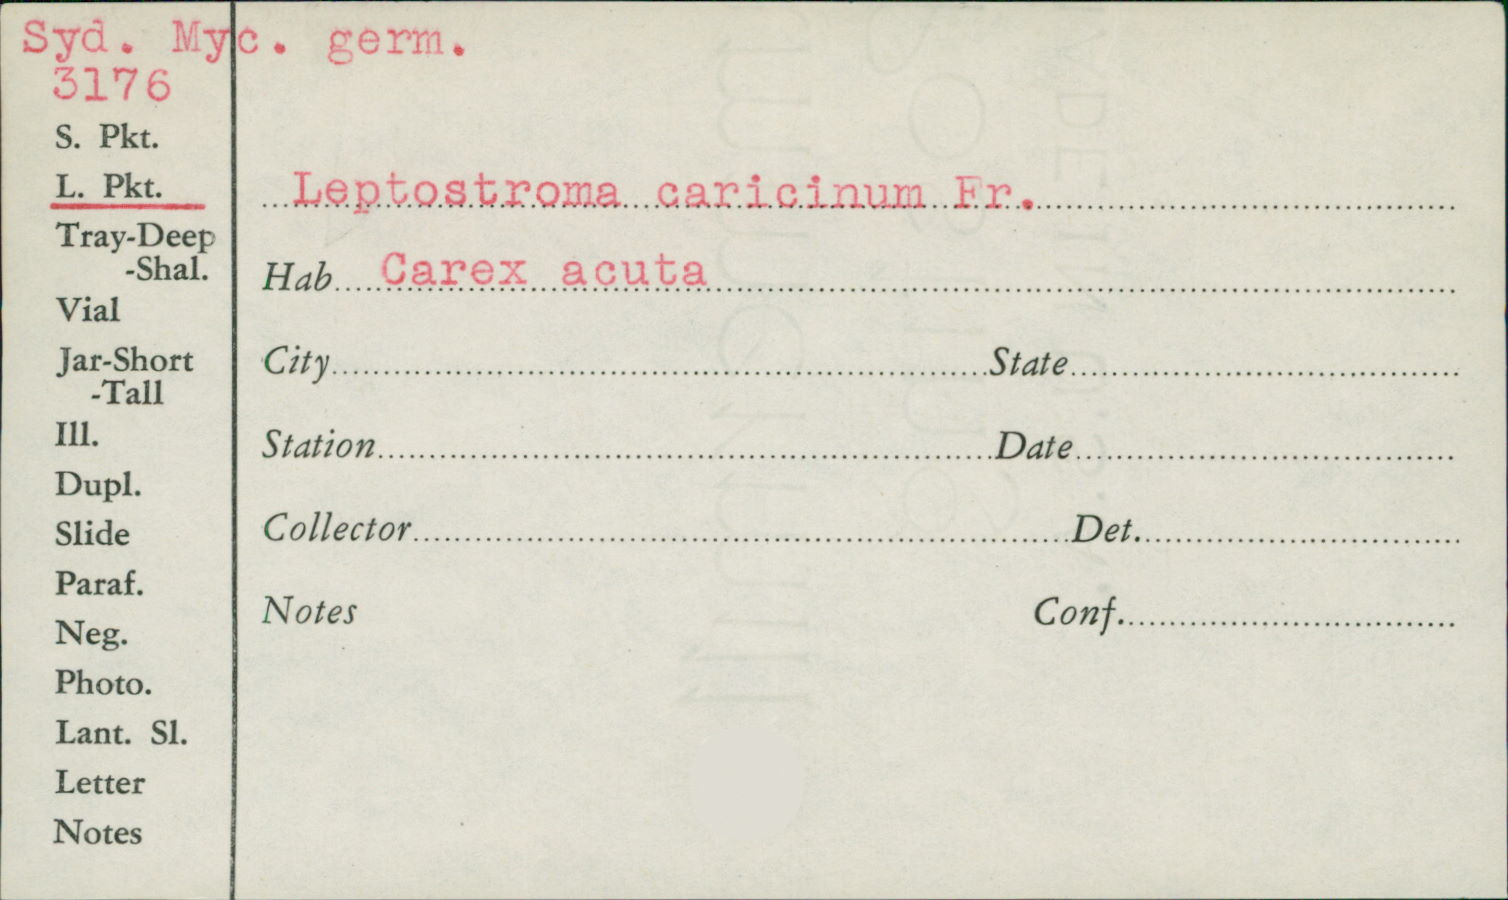 Syd. Myc. germ.
3176
S. Pkt.
L. Pkt.
Tray-Deep
-Shal.
Vial
Jar-Short
-Tall
Ill.
Dupl.
Slide
Paraf.
Neg.
Photo.
Lant. Sl.
Letter
Notes
Leptostroma caricinum Fr.
Hab Carex acuta
City State
Station Date
Collector Det.
Notes Conf.